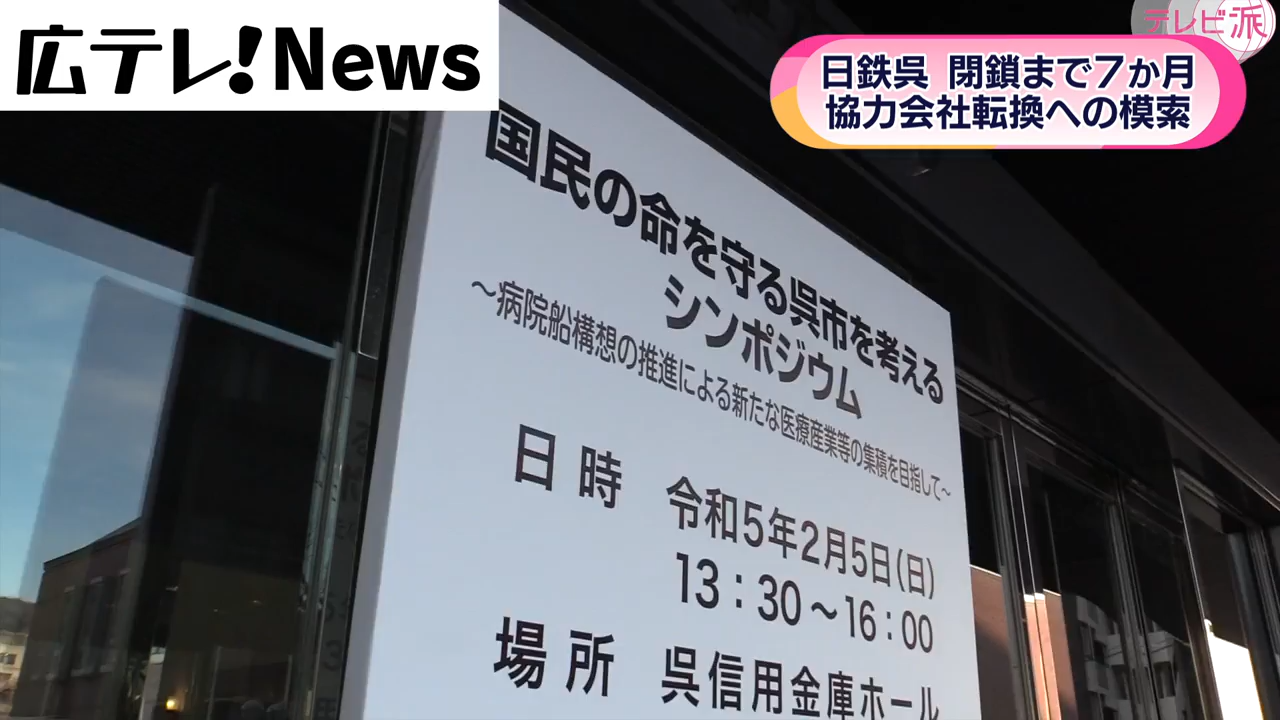 広テレ!News
テレビ派
日鉄呉 閉鎖まで7か月
協力会社転換への模索
国民の命を守る呉市を考える
シンポジウム
～病院船構想の推進による新たな医療産業等の集積を目指して～
日時 令和5年2月5日(日)
13:30～16:00
場所 呉信用金庫ホール